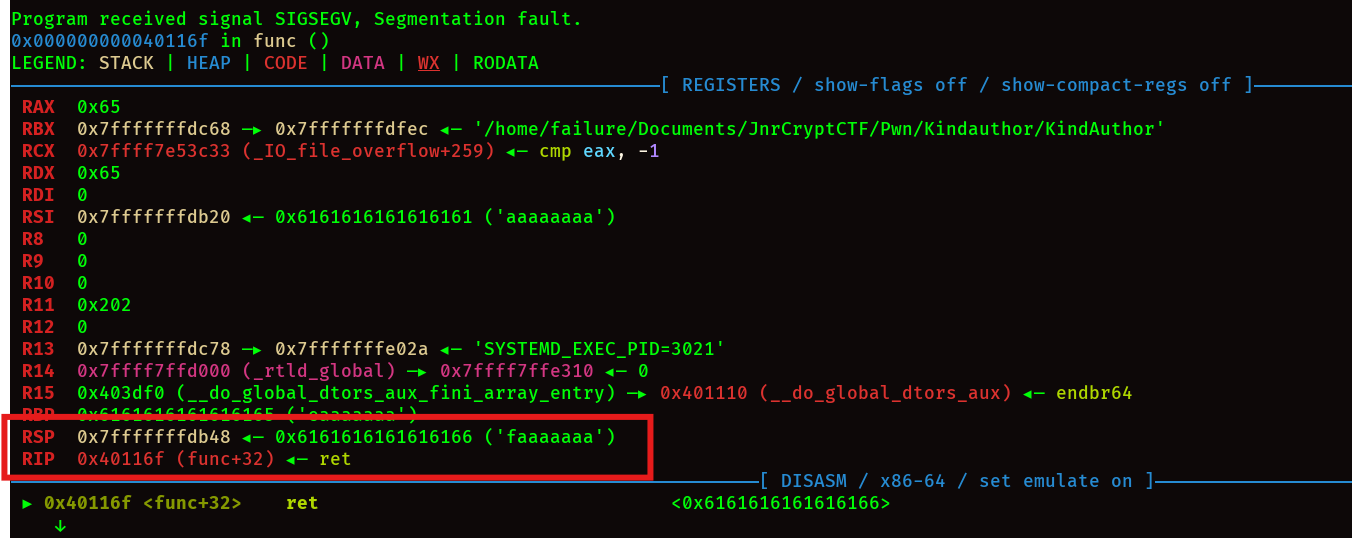 Program received signal SIGSEGV, Segmentation fault.
0x000000000040116f in func ()
LEGEND: STACK | HEAP | CODE | DATA | WX | RODATA
[ REGISTERS / show-flags off / show-compact-regs off ]
RAX 0x65
RBX 0x7fffffffdc68 —▸ 0x7fffffffdfec ◂— '/home/failure/Documents/JnrCryptCTF/Pwn/Kindauthor/KindAuthor'
RCX 0x7ffff7e53c33 (_IO_file_overflow+259) ◂— cmp eax, -1
RDX 0x65
RDI 0
RSI 0x7fffffffdb20 ◂— 0x6161616161616161 ('aaaaaaaa')
R8 0
R9 0
R10 0
R11 0x202
R12 0
R13 0x7fffffffdc78 —▸ 0x7fffffffe02a ◂— 'SYSTEMD_EXEC_PID=3021'
R14 0x7ffff7ffd000 (_rtld_global) —▸ 0x7ffff7ffe310 ◂— 0
R15 0x403df0 (__do_global_dtors_aux_fini_array_entry) —▸ 0x401110 (__do_global_dtors_aux) ◂— endbr64
RBP 0x6161616161616165 ('eaaaaaaa')
RSP 0x7fffffffdb48 ◂— 0x6161616161616166 ('faaaaaaa')
RIP 0x40116f (func+32) ◂— ret
[ DISASM / x86-64 / set emulate on ]
► 0x40116f <func+32> ret <0x6161616161616166>
↓